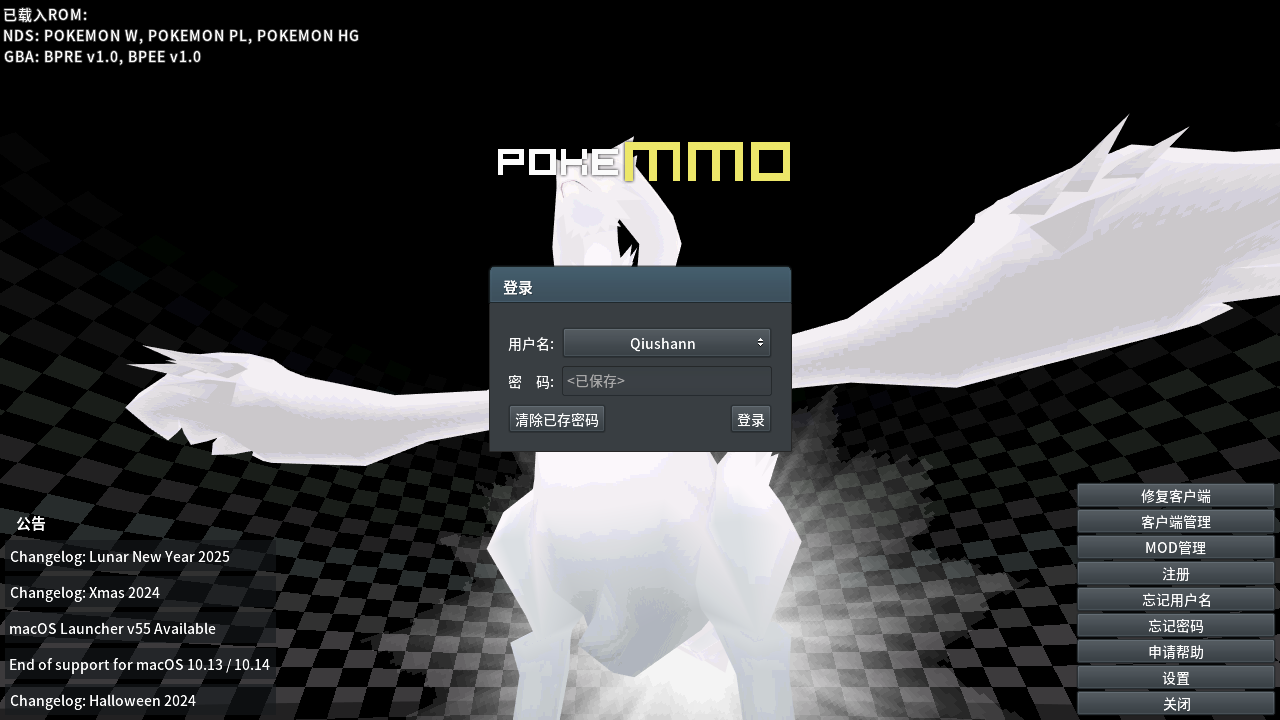 已载入ROM:
NDS: POKEMON W, POKEMON PL, POKEMON HG
GBA: BPRE v1.0, BPEE v1.0
POKEMMO
登录
用户名: Qiushann
密 码: <已保存>
清除已存密码 登录
公告
Changelog: Lunar New Year 2025
Changelog: Xmas 2024
macOS Launcher v55 Available
End of support for macOS 10.13 / 10.14
Changelog: Halloween 2024
修复客户端
客户端管理
MOD管理
注册
忘记用户名
忘记密码
申请帮助
设置
关闭